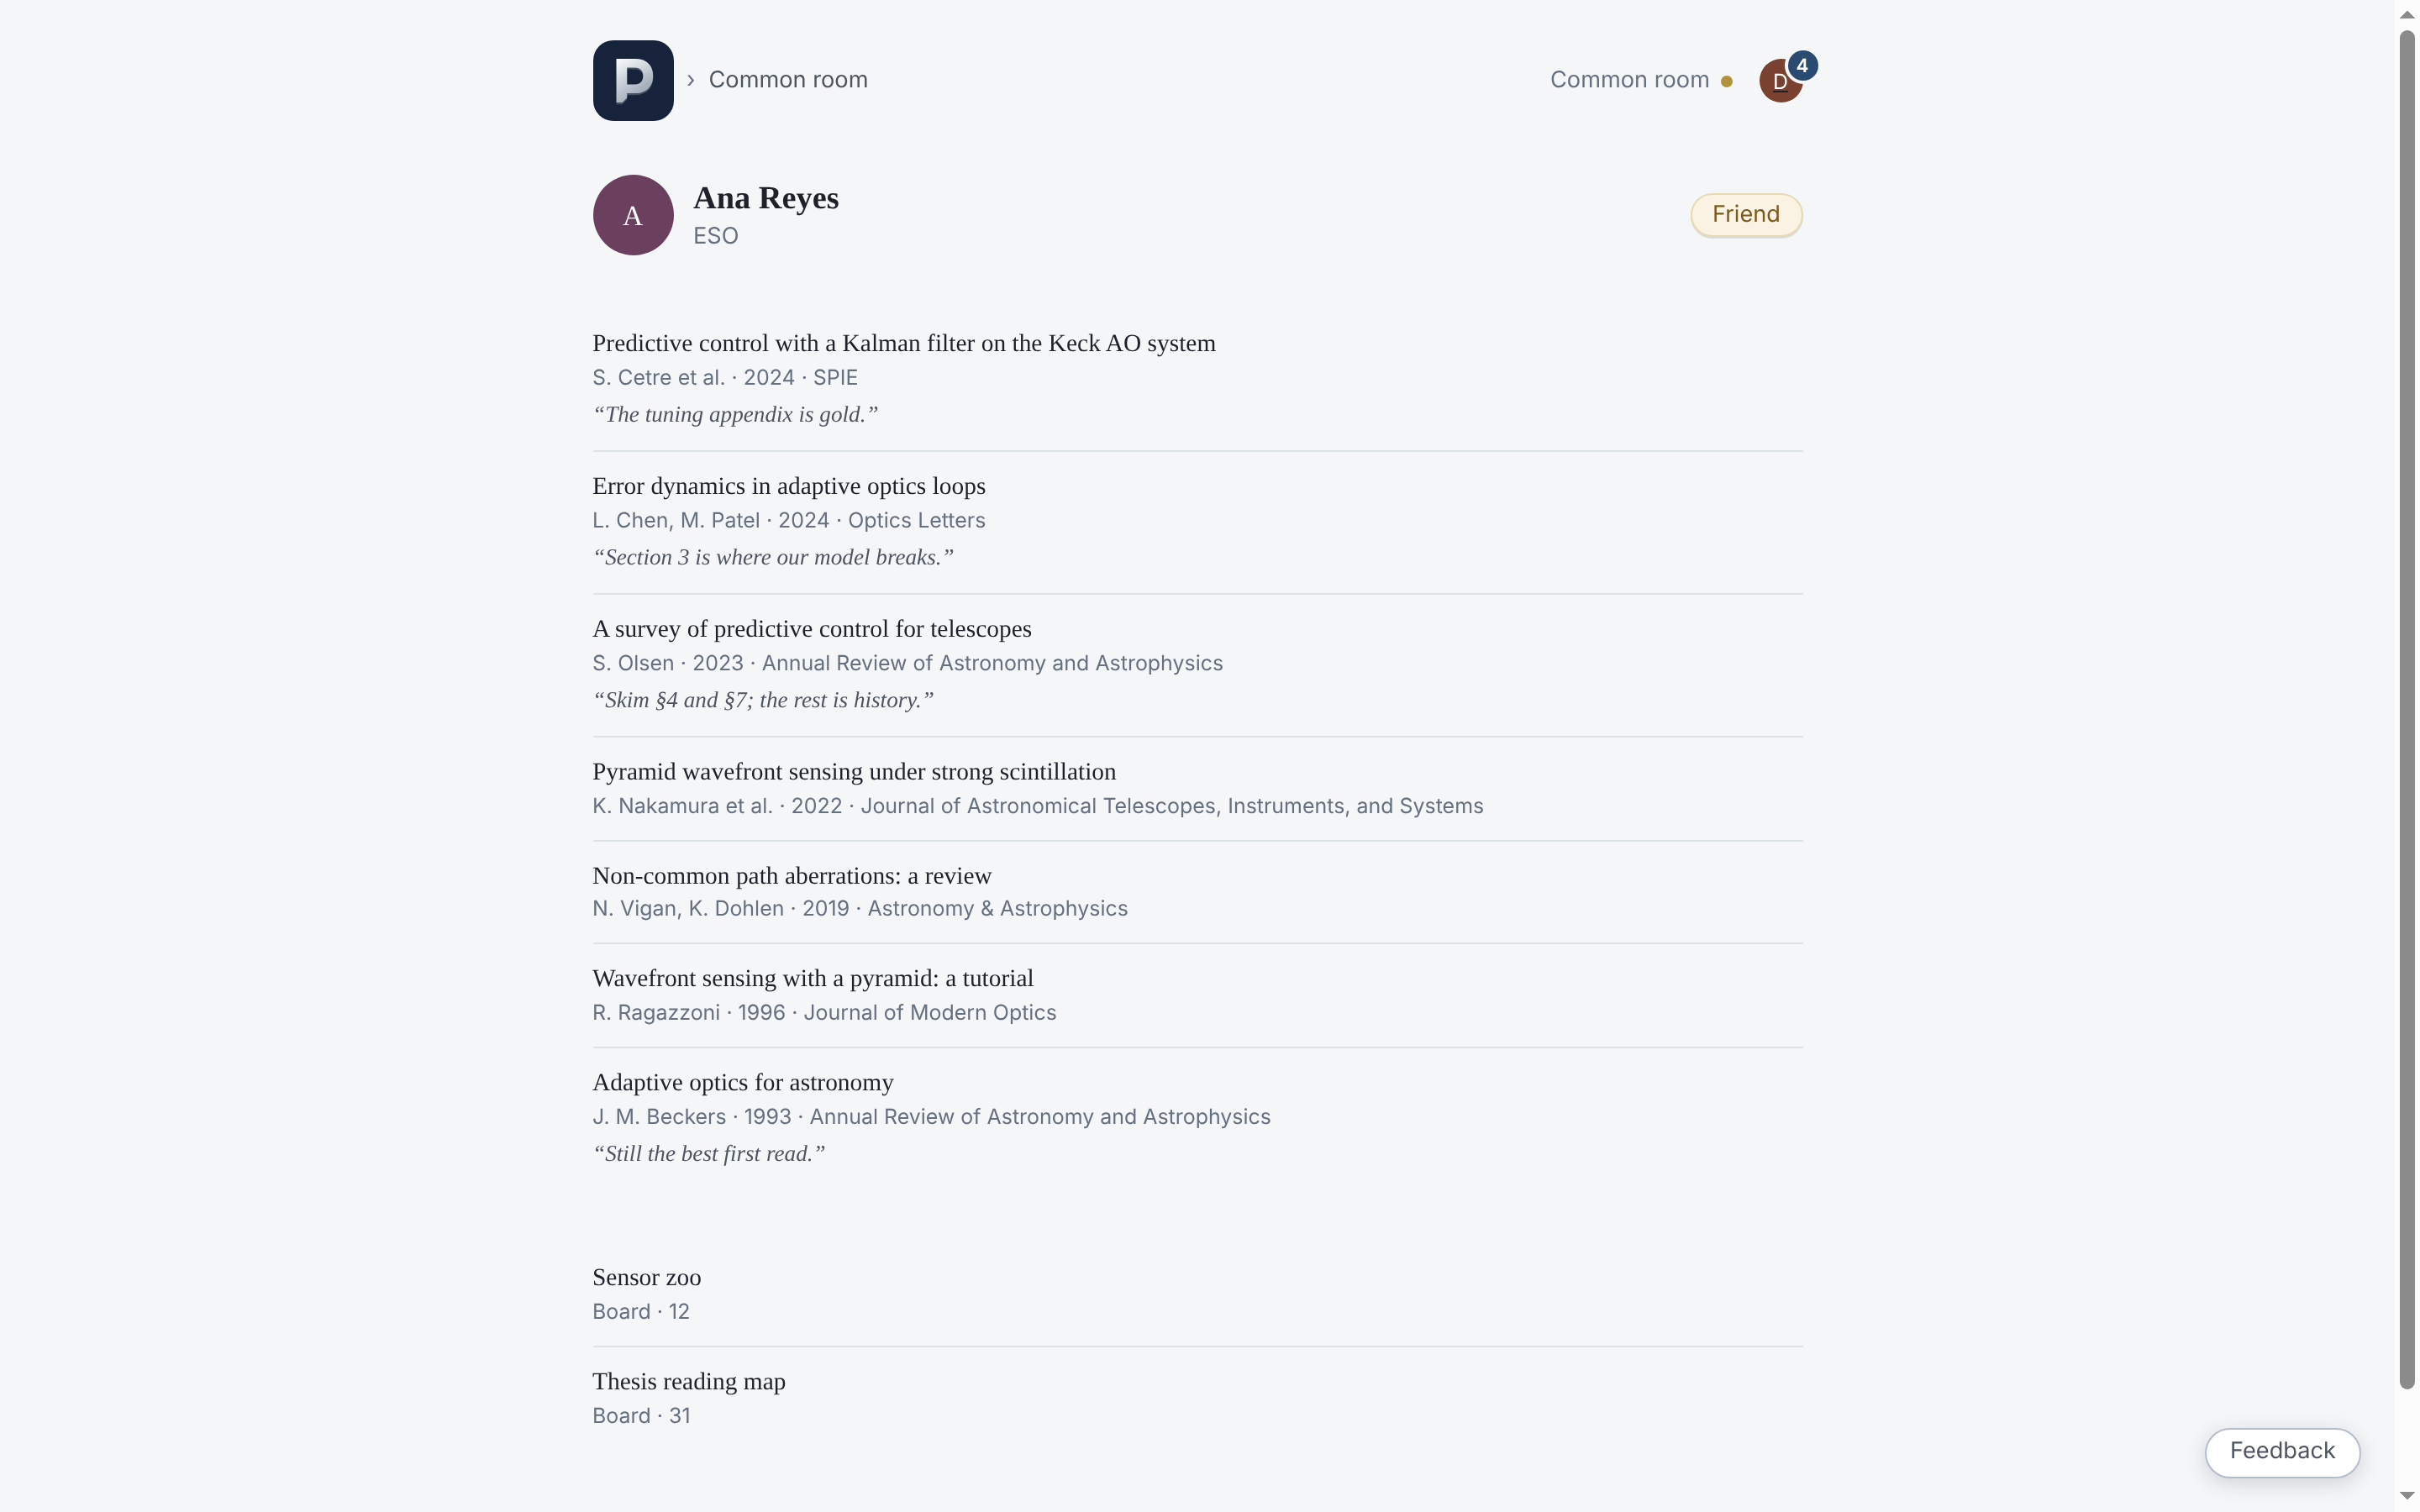 P › Common room
Common room
D
4
A
Ana Reyes
ESO
Friend
Predictive control with a Kalman filter on the Keck AO system
S. Cetre et al. · 2024 · SPIE
“The tuning appendix is gold.”
Error dynamics in adaptive optics loops
L. Chen, M. Patel · 2024 · Optics Letters
“Section 3 is where our model breaks.”
A survey of predictive control for telescopes
S. Olsen · 2023 · Annual Review of Astronomy and Astrophysics
“Skim §4 and §7; the rest is history.”
Pyramid wavefront sensing under strong scintillation
K. Nakamura et al. · 2022 · Journal of Astronomical Telescopes, Instruments, and Systems
Non-common path aberrations: a review
N. Vigan, K. Dohlen · 2019 · Astronomy & Astrophysics
Wavefront sensing with a pyramid: a tutorial
R. Ragazzoni · 1996 · Journal of Modern Optics
Adaptive optics for astronomy
J. M. Beckers · 1993 · Annual Review of Astronomy and Astrophysics
“Still the best first read.”
Sensor zoo
Board · 12
Thesis reading map
Board · 31
Feedback